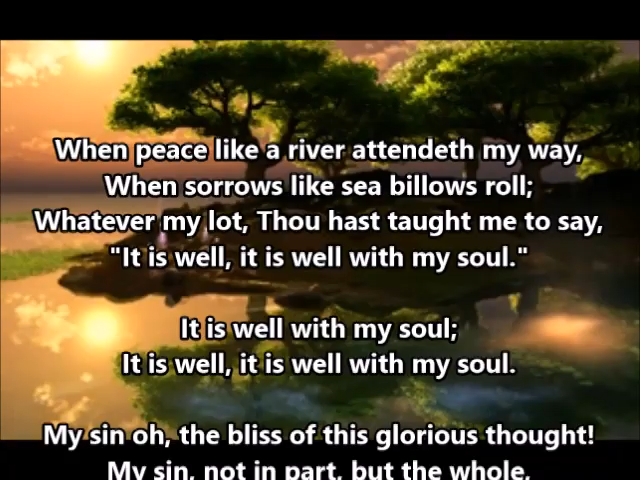 When peace like a river attendeth my way,
When sorrows like sea billows roll;
Whatever my lot, Thou hast taught me to say,
"It is well, it is well with my soul."
It is well with my soul;
It is well, it is well with my soul.
My sin oh, the bliss of this glorious thought!
My sin, not in part, but the whole,